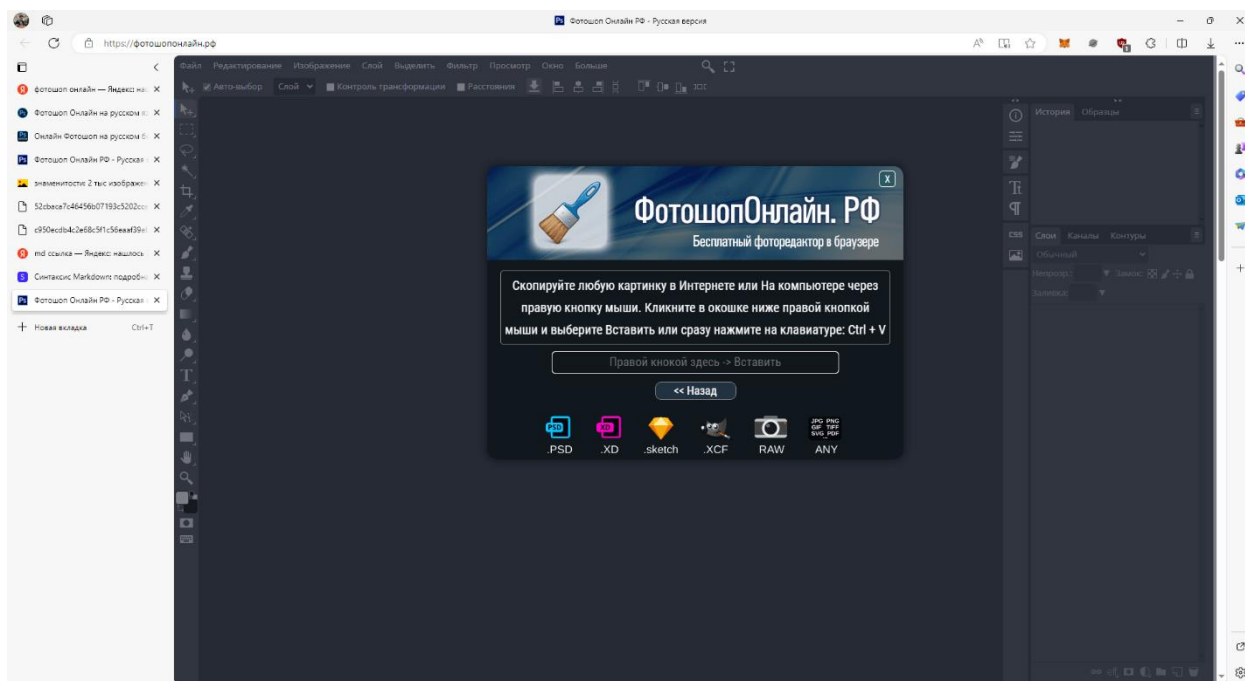 Фотошоп Онлайн РФ - Русская версия
https://фотошопонлайн.рф
фотошоп онлайн — Яндекс: на
Фотошоп Онлайн на русском
Онлайн Фотошоп на русском б
Фотошоп Онлайн РФ - Русская
знаменитости: 2 тыс изображе
md ссылка — Яндекс: нашлось
Синтаксис Markdown: подробн
Фотошоп Онлайн РФ - Русская
Новая вкладка Ctrl+T
Файл Редактирование Изображение Слой Выделить Фильтр Просмотр Окно Больше
Авто-выбор Слой Контроль трансформации Расстояния
ФотошопОнлайн. РФ
Бесплатный фоторедактор в браузере
X
Скопируйте любую картинку в Интернете или На компьютере через
правую кнопку мыши. Кликните в окошке ниже правой кнопкой
мыши и выберите Вставить или сразу нажмите на клавиатуре: Ctrl + V
Правой кнокой здесь -> Вставить
<< Назад
PSD XD JPG PNG
GIF TIFF
SVG PDF
.PSD .XD .sketch .XCF RAW ANY
История Образцы
CSS
Слои Каналы Контуры
Обычный
Непрозр.: Замок:
Заливка: